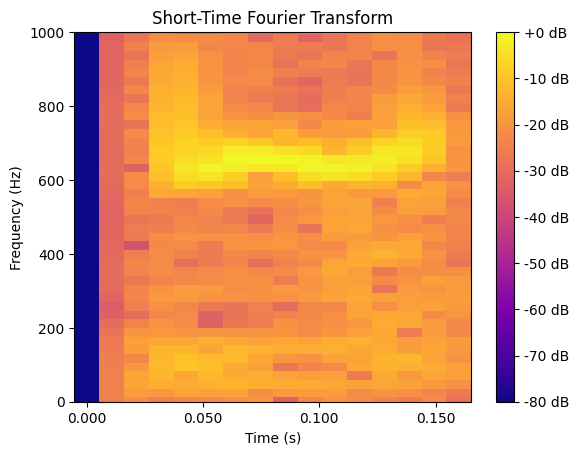 Short-Time Fourier Transform
1000
800
600
400
200
0
Frequency (Hz)
0.000
0.050
0.100
0.150
Time (s)
+0 dB
-10 dB
-20 dB
-30 dB
-40 dB
-50 dB
-60 dB
-70 dB
-80 dB